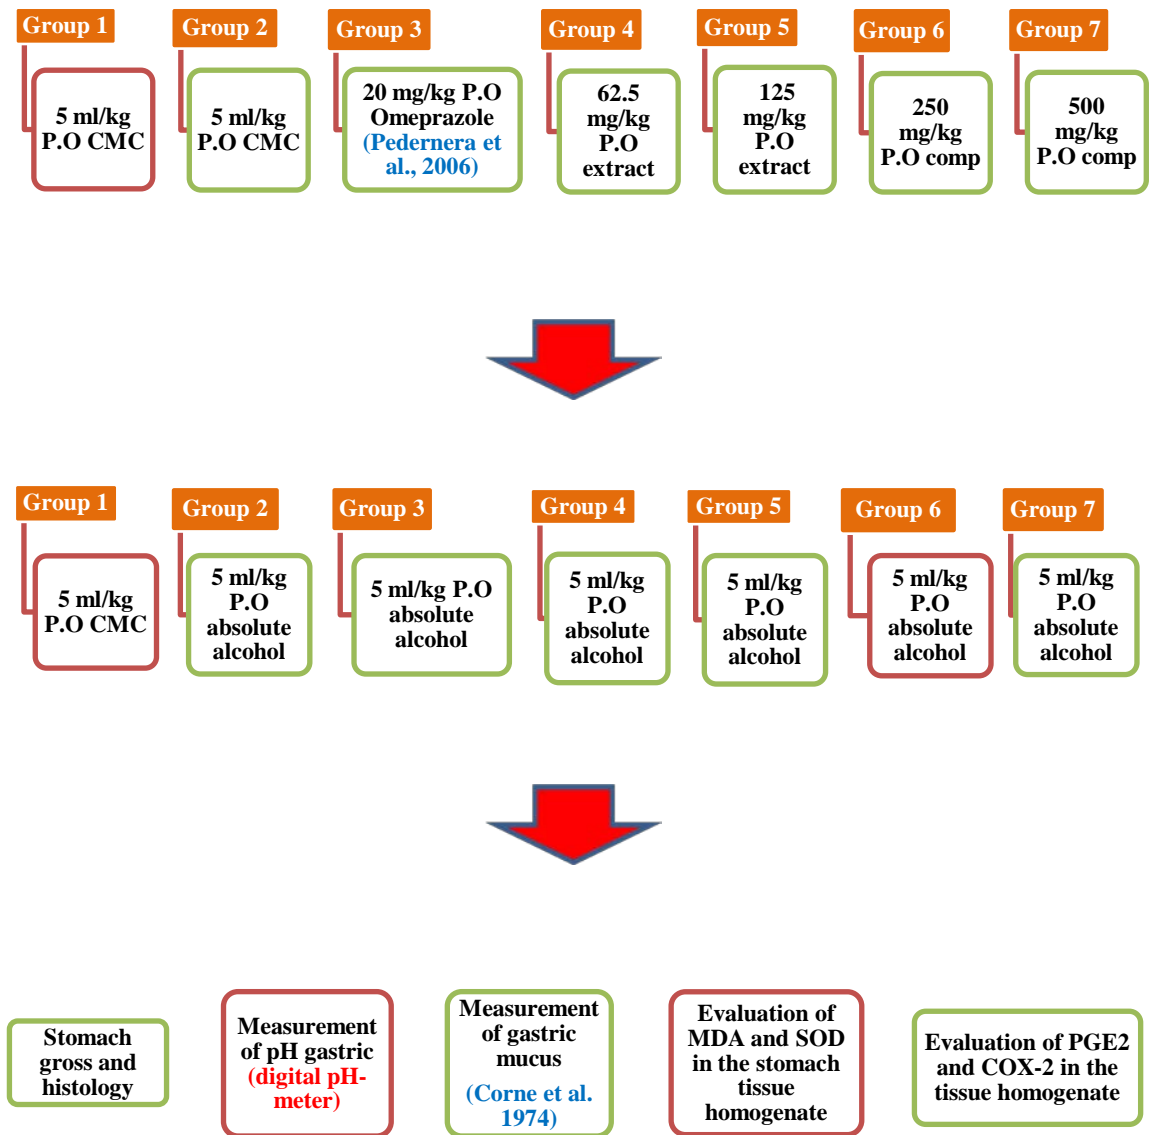 Group 1
5 ml/kg
P.O CMC
Group 2
5 ml/kg
P.O CMC
Group 3
20 mg/kg P.O
Omeprazole
(Pedernera et
al., 2006)
Group 4
62.5
mg/kg
P.O
extract
Group 5
125
mg/kg
P.O
extract
Group 6
250
mg/kg
P.O comp
Group 7
500
mg/kg
P.O comp
Group 1
5 ml/kg
P.O CMC
Group 2
5 ml/kg
P.O
absolute
alcohol
Group 3
5 ml/kg P.O
absolute
alcohol
Group 4
5 ml/kg
P.O
absolute
alcohol
Group 5
5 ml/kg
P.O
absolute
alcohol
Group 6
5 ml/kg
P.O
absolute
alcohol
Group 7
5 ml/kg
P.O
absolute
alcohol
Stomach
gross and
histology
Measurement
of pH gastric
(digital pH-
meter)
Measurement
of gastric
mucus
(Corne et al.
1974)
Evaluation of
MDA and SOD
in the stomach
tissue
homogenate
Evaluation of PGE2
and COX-2 in the
tissue homogenate